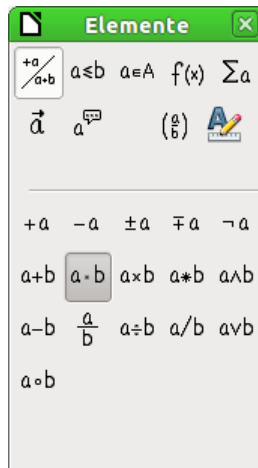 Elemente
+a/a+b a≤b a∈A f(x) Σa
a⃗ a (a/b)
+a −a ±a ∓a ¬a
a+b a·b a×b a∗b a∧b
a−b a/b a÷b a/b a∨b
a∘b